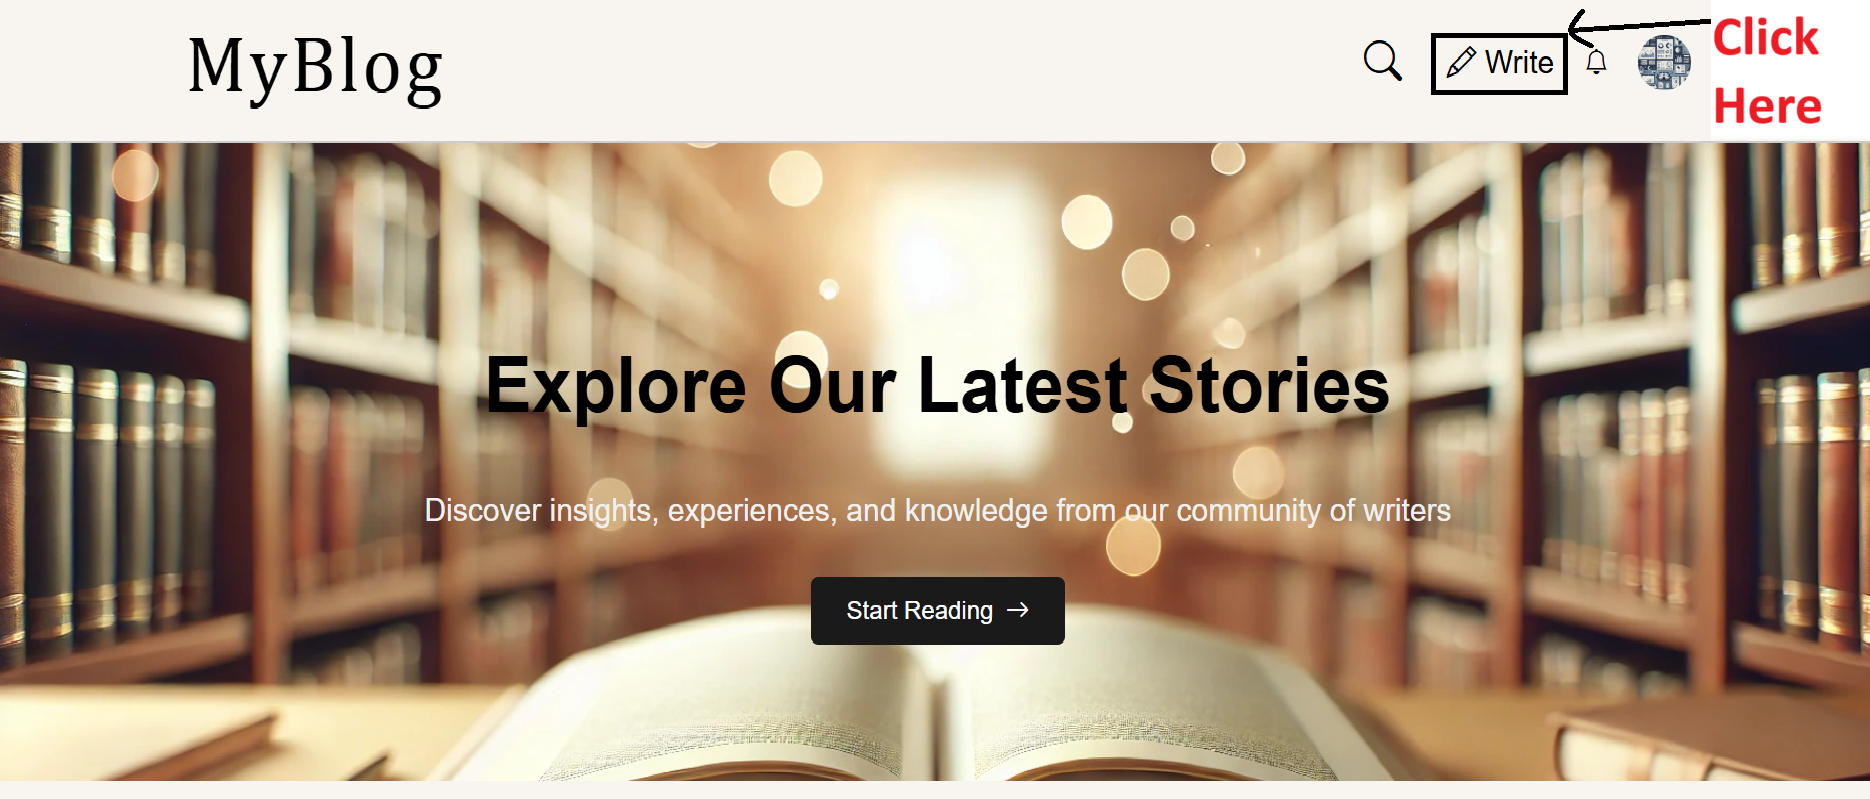 MyBlog
Write
Click
Here
Explore Our Latest Stories
Discover insights, experiences, and knowledge from our community of writers
Start Reading →